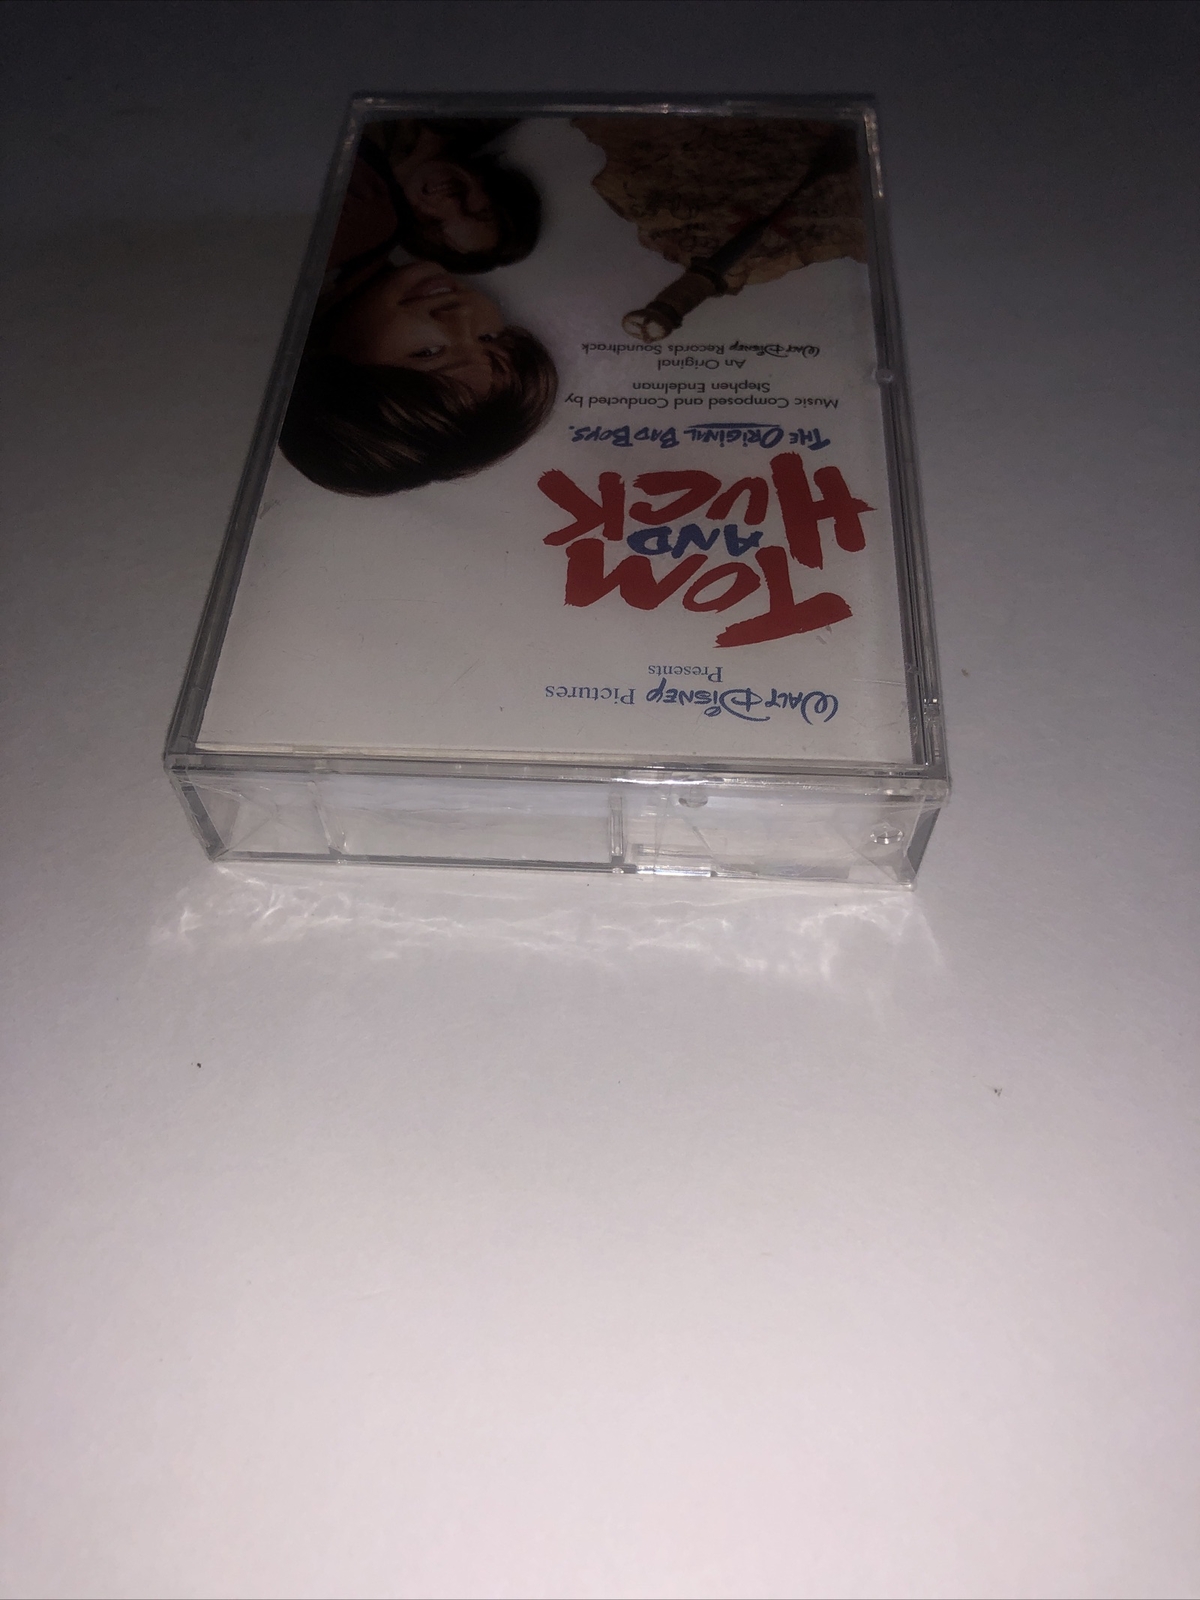 WALT DISNEY Pictures
Presents
TOM
AND
HUCK
THE ORIGINAL BAD BOYS.
Music Composed and Conducted by
Stephen Endelman
An Original
WALT DISNEY Records Soundtrack